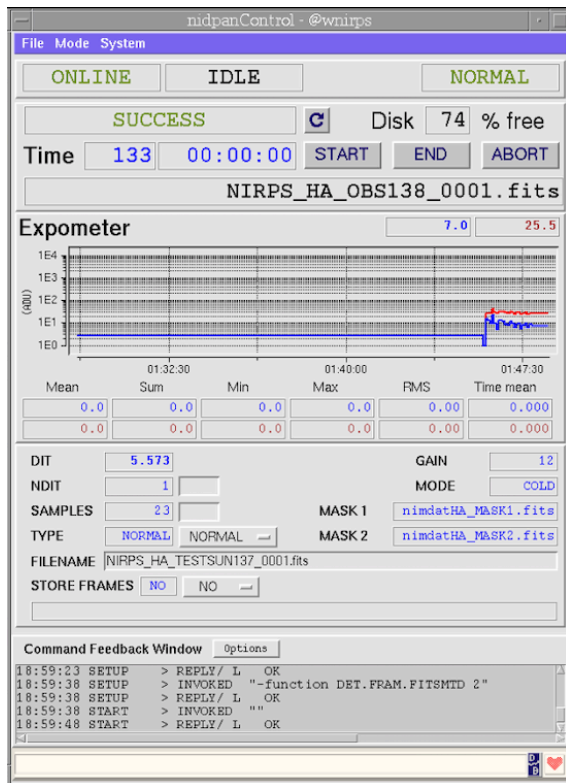 nidpanControl - @wnirps
File Mode System
ONLINE IDLE NORMAL
SUCCESS C Disk 74 % free
Time 133 00:00:00 START END ABORT
NIRPS_HA_OBS138_0001.fits
Expometer 7.0 25.5
1E4
1E3
1E2
1E1
1E0
(ADU)
01:32:30 01:40:00 01:47:30
Mean Sum Min Max RMS Time mean
0.0 0.0 0.0 0.0 0.00 0.000
0.0 0.0 0.0 0.0 0.00 0.000
DIT 5.573 GAIN 12
NDIT 1 MODE COLD
SAMPLES 23 MASK 1 nimdatHA_MASK1.fits
TYPE NORMAL NORMAL MASK 2 nimdatHA_MASK2.fits
FILENAME NIRPS_HA_TESTSUN137_0001.fits
STORE FRAMES NO NO
Command Feedback Window Options
18:59:23 SETUP > REPLY/ L OK
18:59:38 SETUP > INVOKED "-function DET.FRAM.FITSMTD 2"
18:59:38 SETUP > REPLY/ L OK
18:59:38 START > INVOKED ""
18:59:48 START > REPLY/ L OK
D B